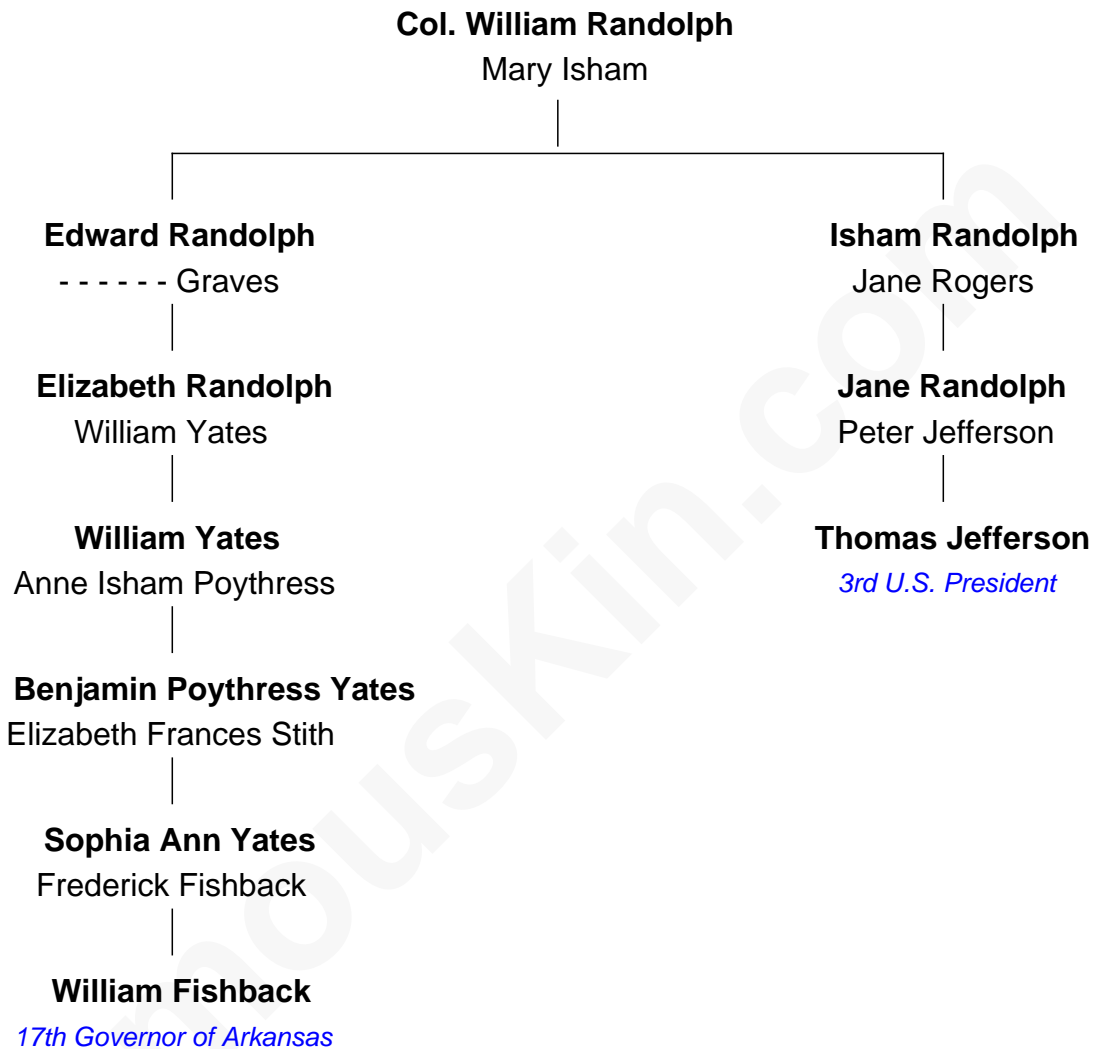 Col. William Randolph
Mary Isham
Edward Randolph
- - - - - - Graves
Isham Randolph
Jane Rogers
Elizabeth Randolph
William Yates
Jane Randolph
Peter Jefferson
William Yates
Anne Isham Poythress
Thomas Jefferson
3rd U.S. President
Benjamin Poythress Yates
Elizabeth Frances Stith
Sophia Ann Yates
Frederick Fishback
William Fishback
17th Governor of Arkansas
mouskin.com